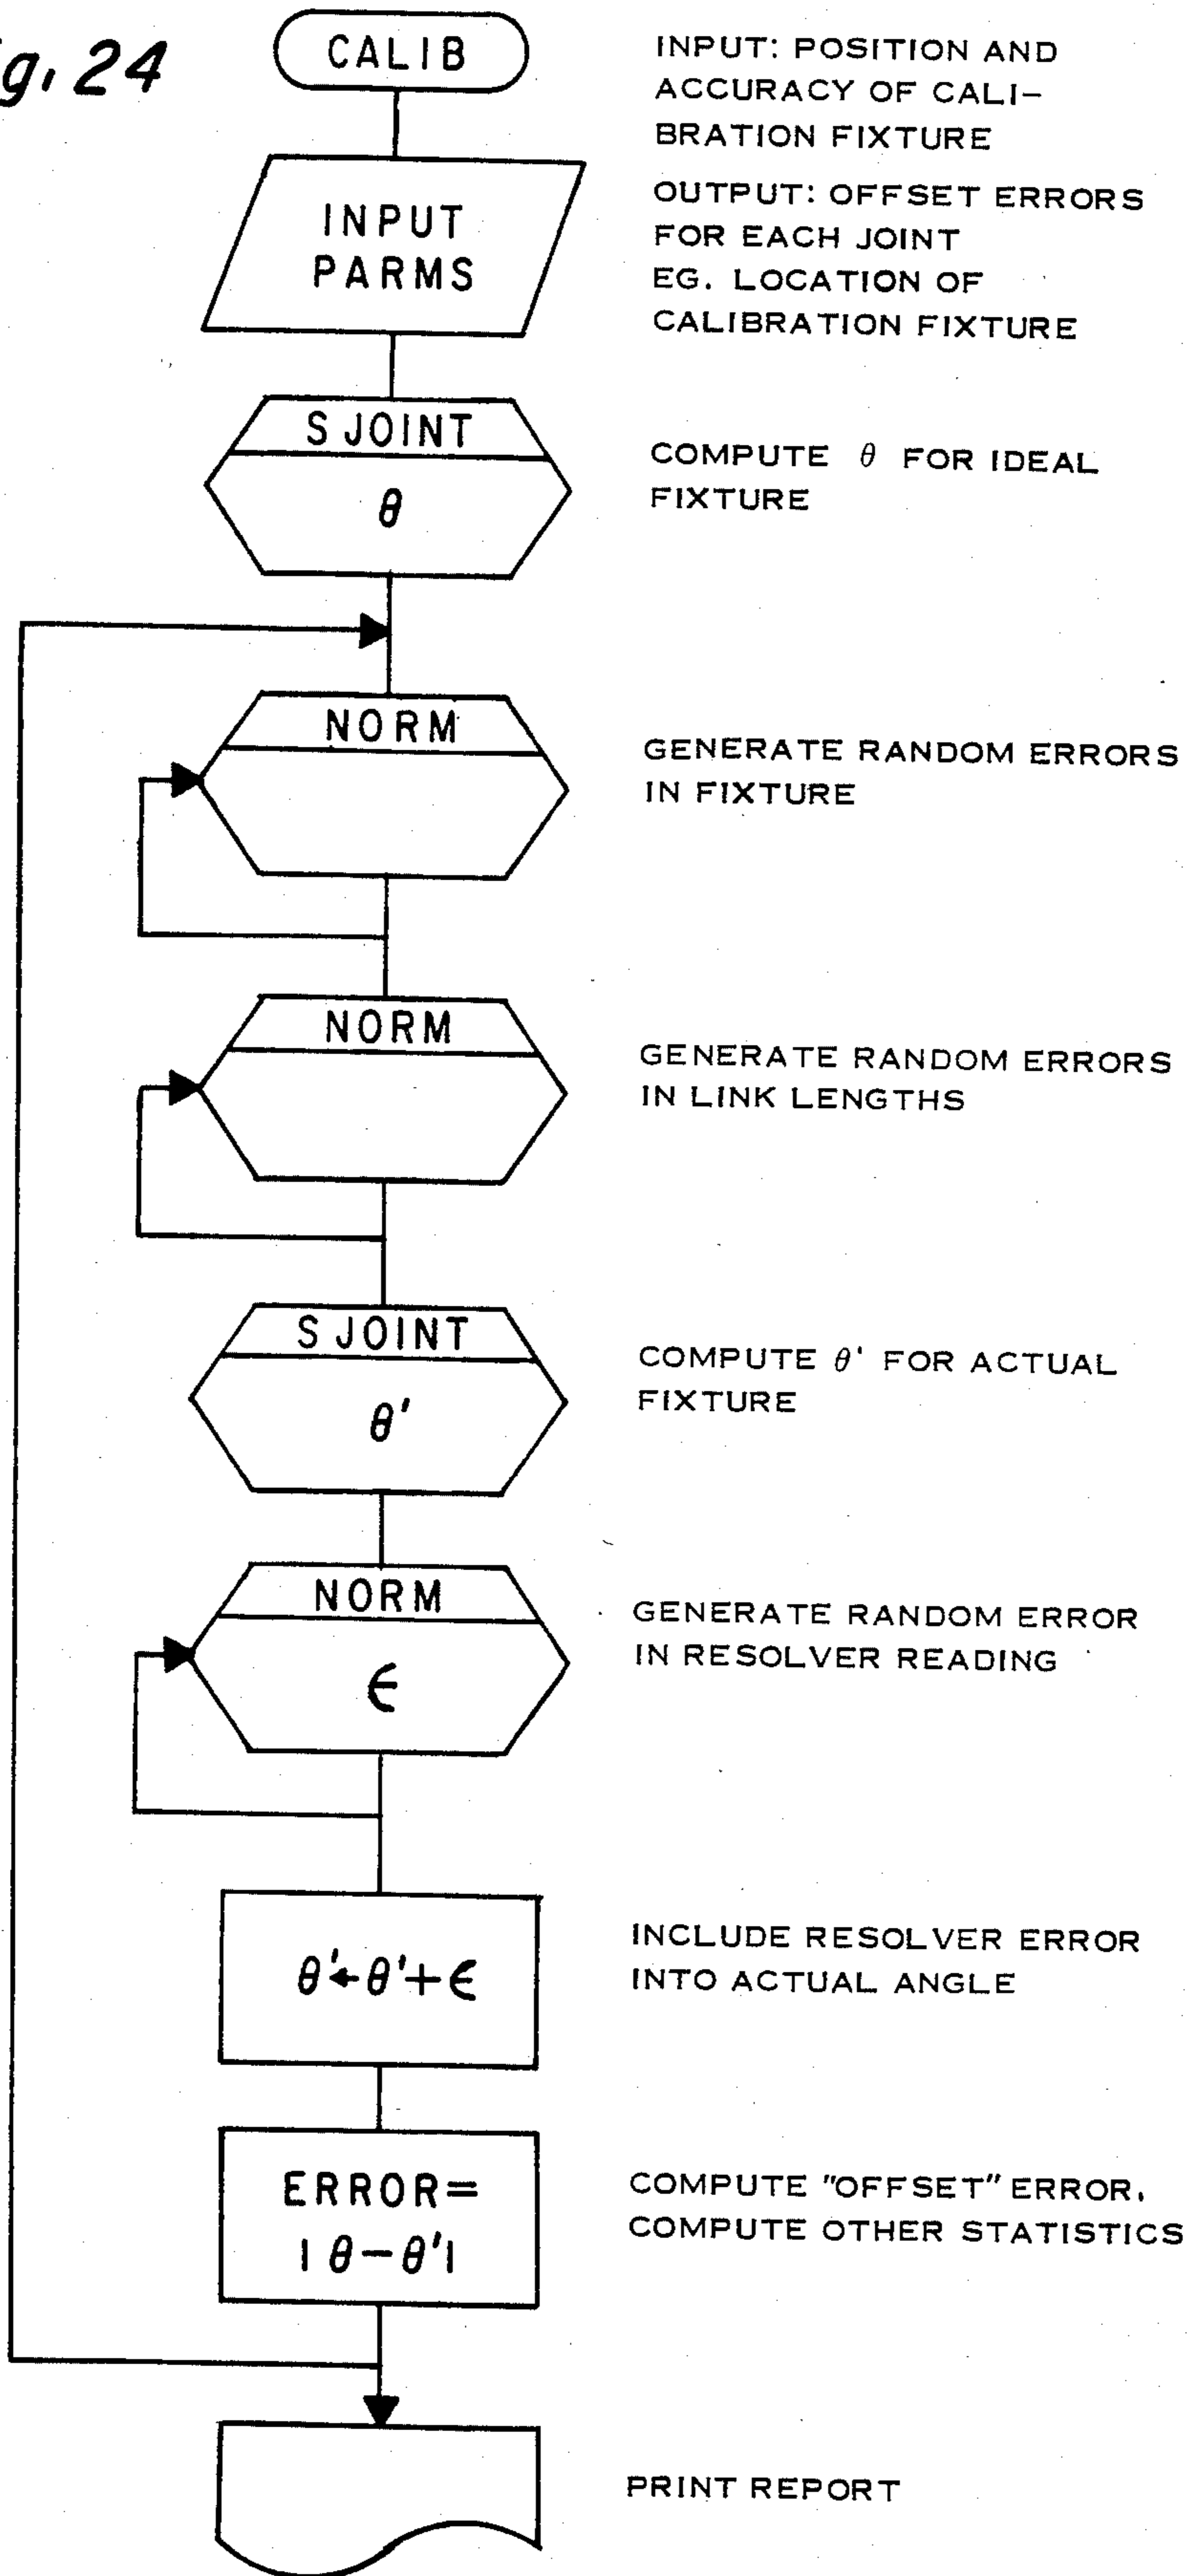 g. 24
CALIB
INPUT: POSITION AND
ACCURACY OF CALI-
BRATION FIXTURE
INPUT
PARMS
OUTPUT: OFFSET ERRORS
FOR EACH JOINT
EG. LOCATION OF
CALIBRATION FIXTURE
S JOINT
θ
COMPUTE θ FOR IDEAL
FIXTURE
NORM
GENERATE RANDOM ERRORS
IN FIXTURE
NORM
GENERATE RANDOM ERRORS
IN LINK LENGTHS
S JOINT
θ'
COMPUTE θ' FOR ACTUAL
FIXTURE
NORM
ϵ
GENERATE RANDOM ERROR
IN RESOLVER READING
θ'←θ'+ϵ
INCLUDE RESOLVER ERROR
INTO ACTUAL ANGLE
ERROR=
|θ-θ'|
COMPUTE "OFFSET" ERROR,
COMPUTE OTHER STATISTICS
PRINT REPORT